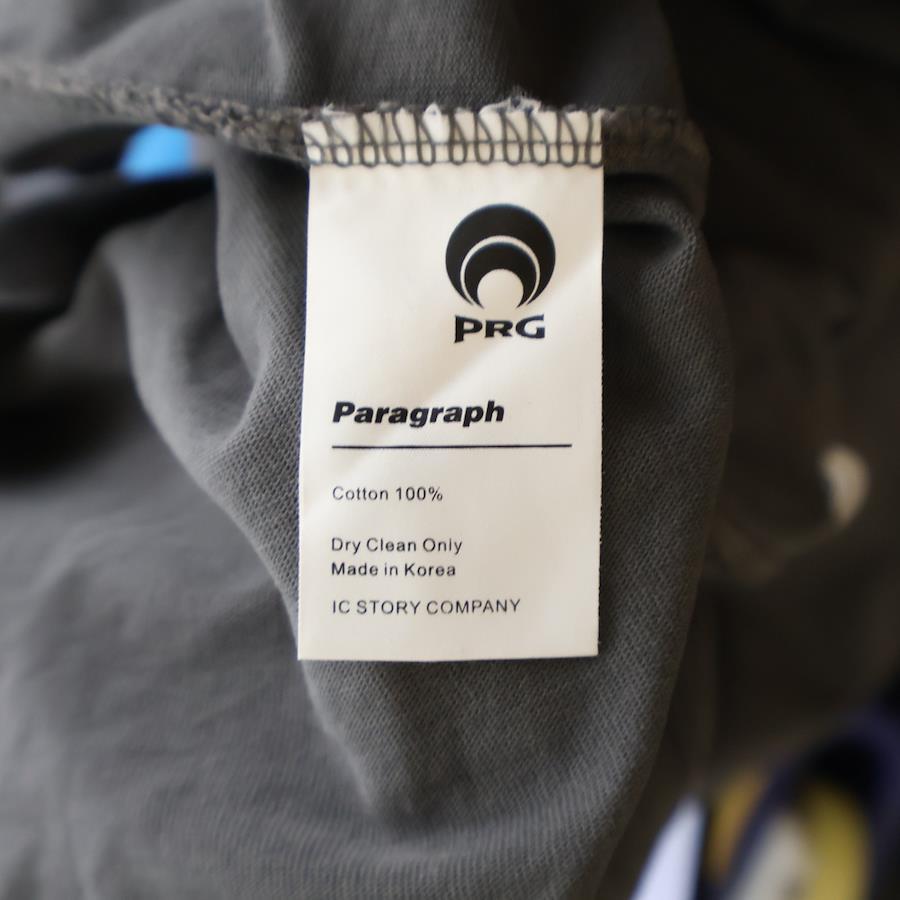 PRG
Paragraph
Cotton 100%
Dry Clean Only
Made in Korea
IC STORY COMPANY